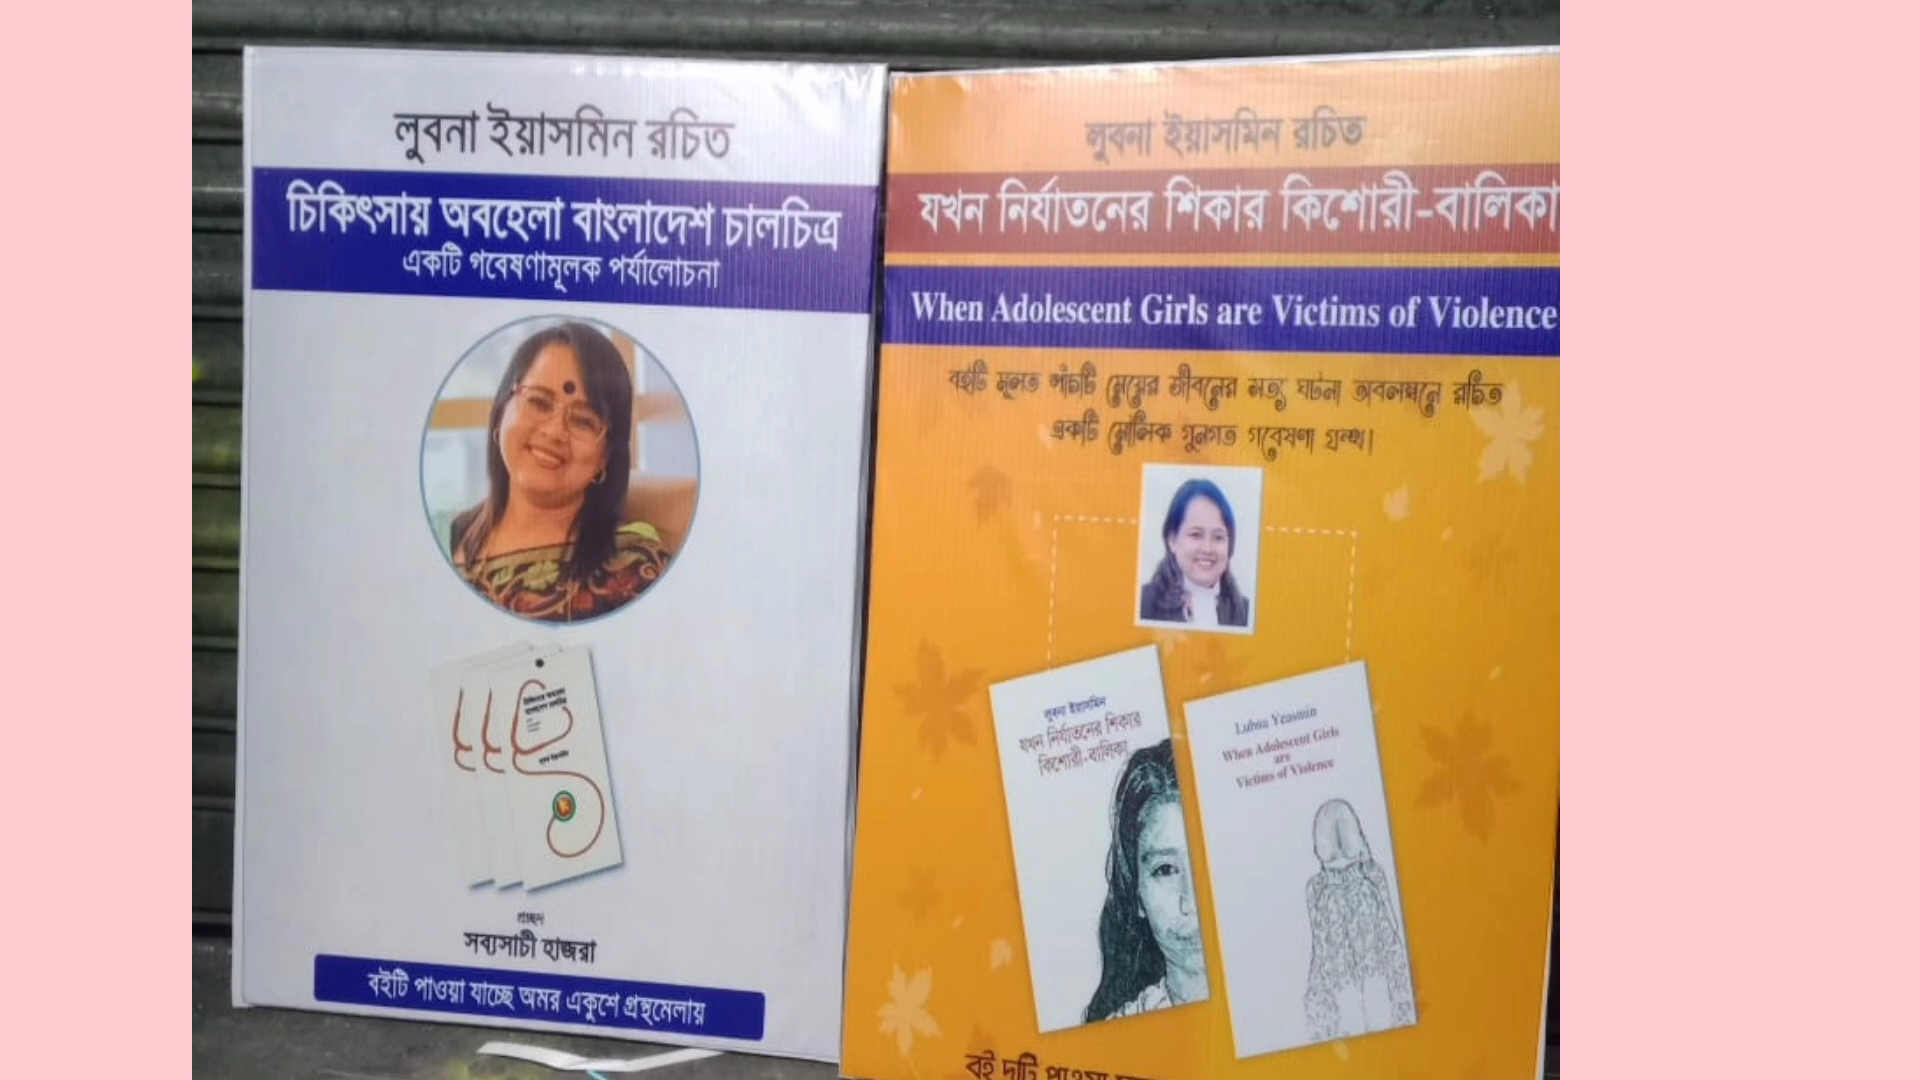 লুবনা ইয়াসমিন রচিত
চিকিৎসায় অবহেলা বাংলাদেশ চালচিত্র
একটি গবেষণামূলক পর্যালোচনা
প্রচ্ছদ
সব্যসাচী হাজরা
বইটি পাওয়া যাচ্ছে অমর একুশে গ্রন্থমেলায়
লুবনা ইয়াসমিন রচিত
যখন নির্যাতনের শিকার কিশোরী-বালিকা
When Adolescent Girls are Victims of Violence
বইটি মূলত পাঁচটি মেয়ের জীবনের সত্য ঘটনা অবলম্বনে রচিত
একটি মৌলিক গুনগত গবেষণা গ্রন্থ।
লুবনা ইয়াসমিন
যখন নির্যাতনের শিকার
কিশোরী-বালিকা
Lubna Yeasmin
When Adolescent Girls
are
Victims of Violence
বই দুটি পাওয়া